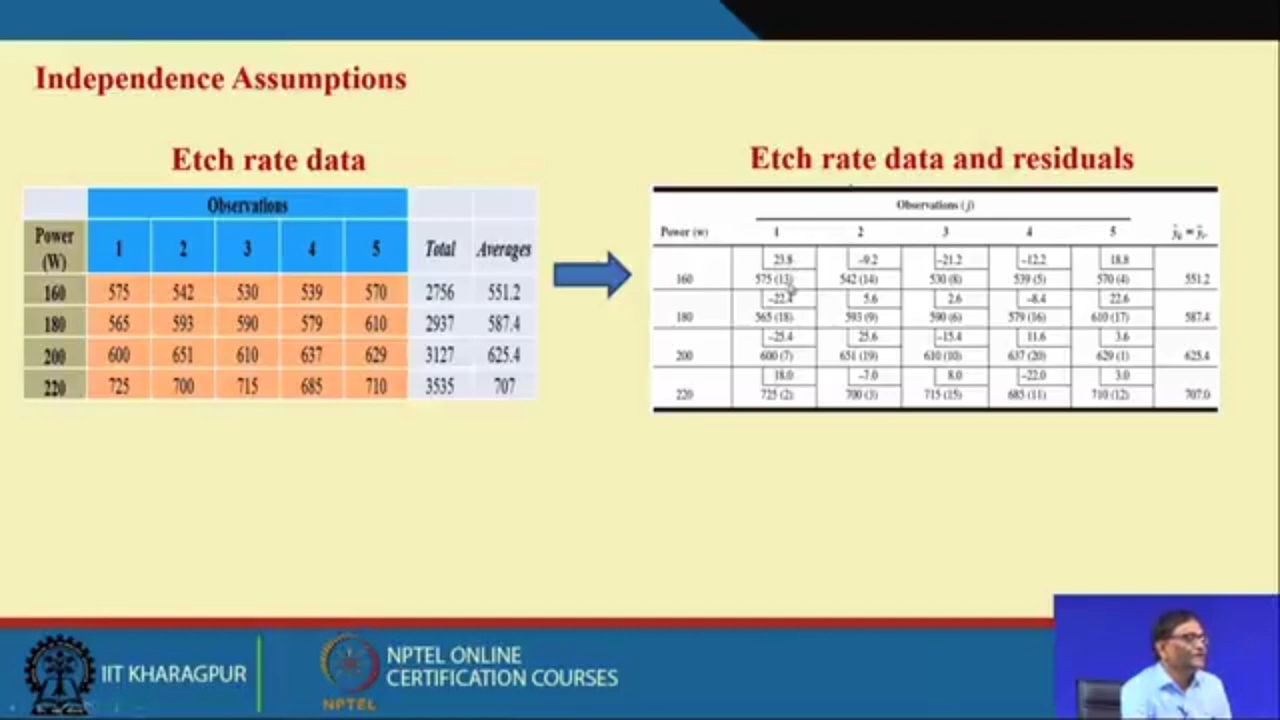 Independence Assumptions
Etch rate data
Observations
Power (W) 1 2 3 4 5 Total Averages
160 575 542 530 539 570 2756 551.2
180 565 593 590 579 610 2937 587.4
200 600 651 610 637 629 3127 625.4
220 725 700 715 685 710 3535 707
Etch rate data and residuals
Observations (j)
Power (w) 1 2 3 4 5 ŷij = ȳi.
23.8 –9.2 –21.2 –12.2 18.8
160 575 (13) 542 (14) 530 (8) 539 (5) 570 (4) 551.2
–22.4 5.6 2.6 –8.4 22.6
180 565 (18) 593 (9) 590 (6) 579 (16) 610 (17) 587.4
–25.4 25.6 –15.4 11.6 3.6
200 600 (7) 651 (19) 610 (10) 637 (20) 629 (1) 625.4
18.0 –7.0 8.0 –22.0 3.0
220 725 (2) 700 (3) 715 (15) 685 (11) 710 (12) 707.0
IIT KHARAGPUR
NPTEL
NPTEL ONLINE
CERTIFICATION COURSES